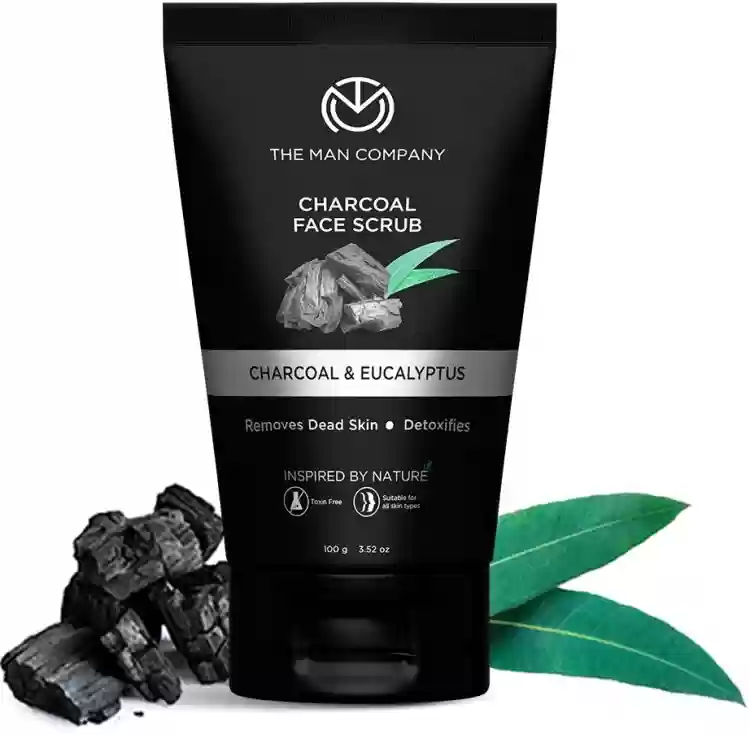 THE MAN COMPANY
CHARCOAL
FACE SCRUB
CHARCOAL & EUCALYPTUS
Removes Dead Skin ● Detoxifies
INSPIRED BY NATURE
Toxin Free
Suitable for
all skin types
100 g 3.52 oz